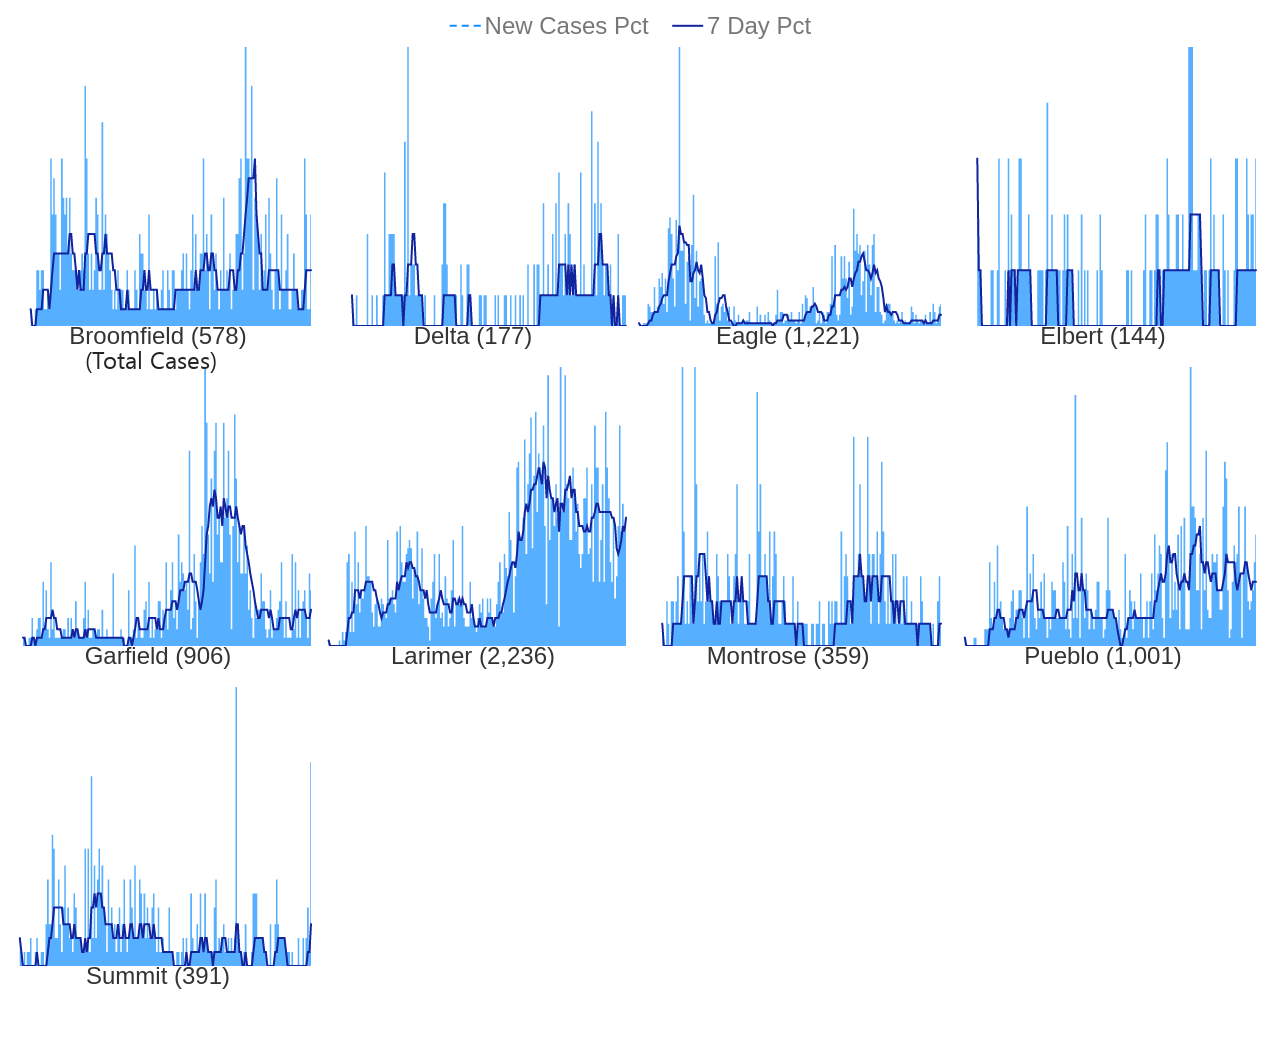 New Cases Pct 7 Day Pct
Broomfield (578) Delta (177) Eagle (1,221) Elbert (144)
(Total Cases)
Garfield (906) Larimer (2,236) Montrose (359) Pueblo (1,001)
Summit (391)